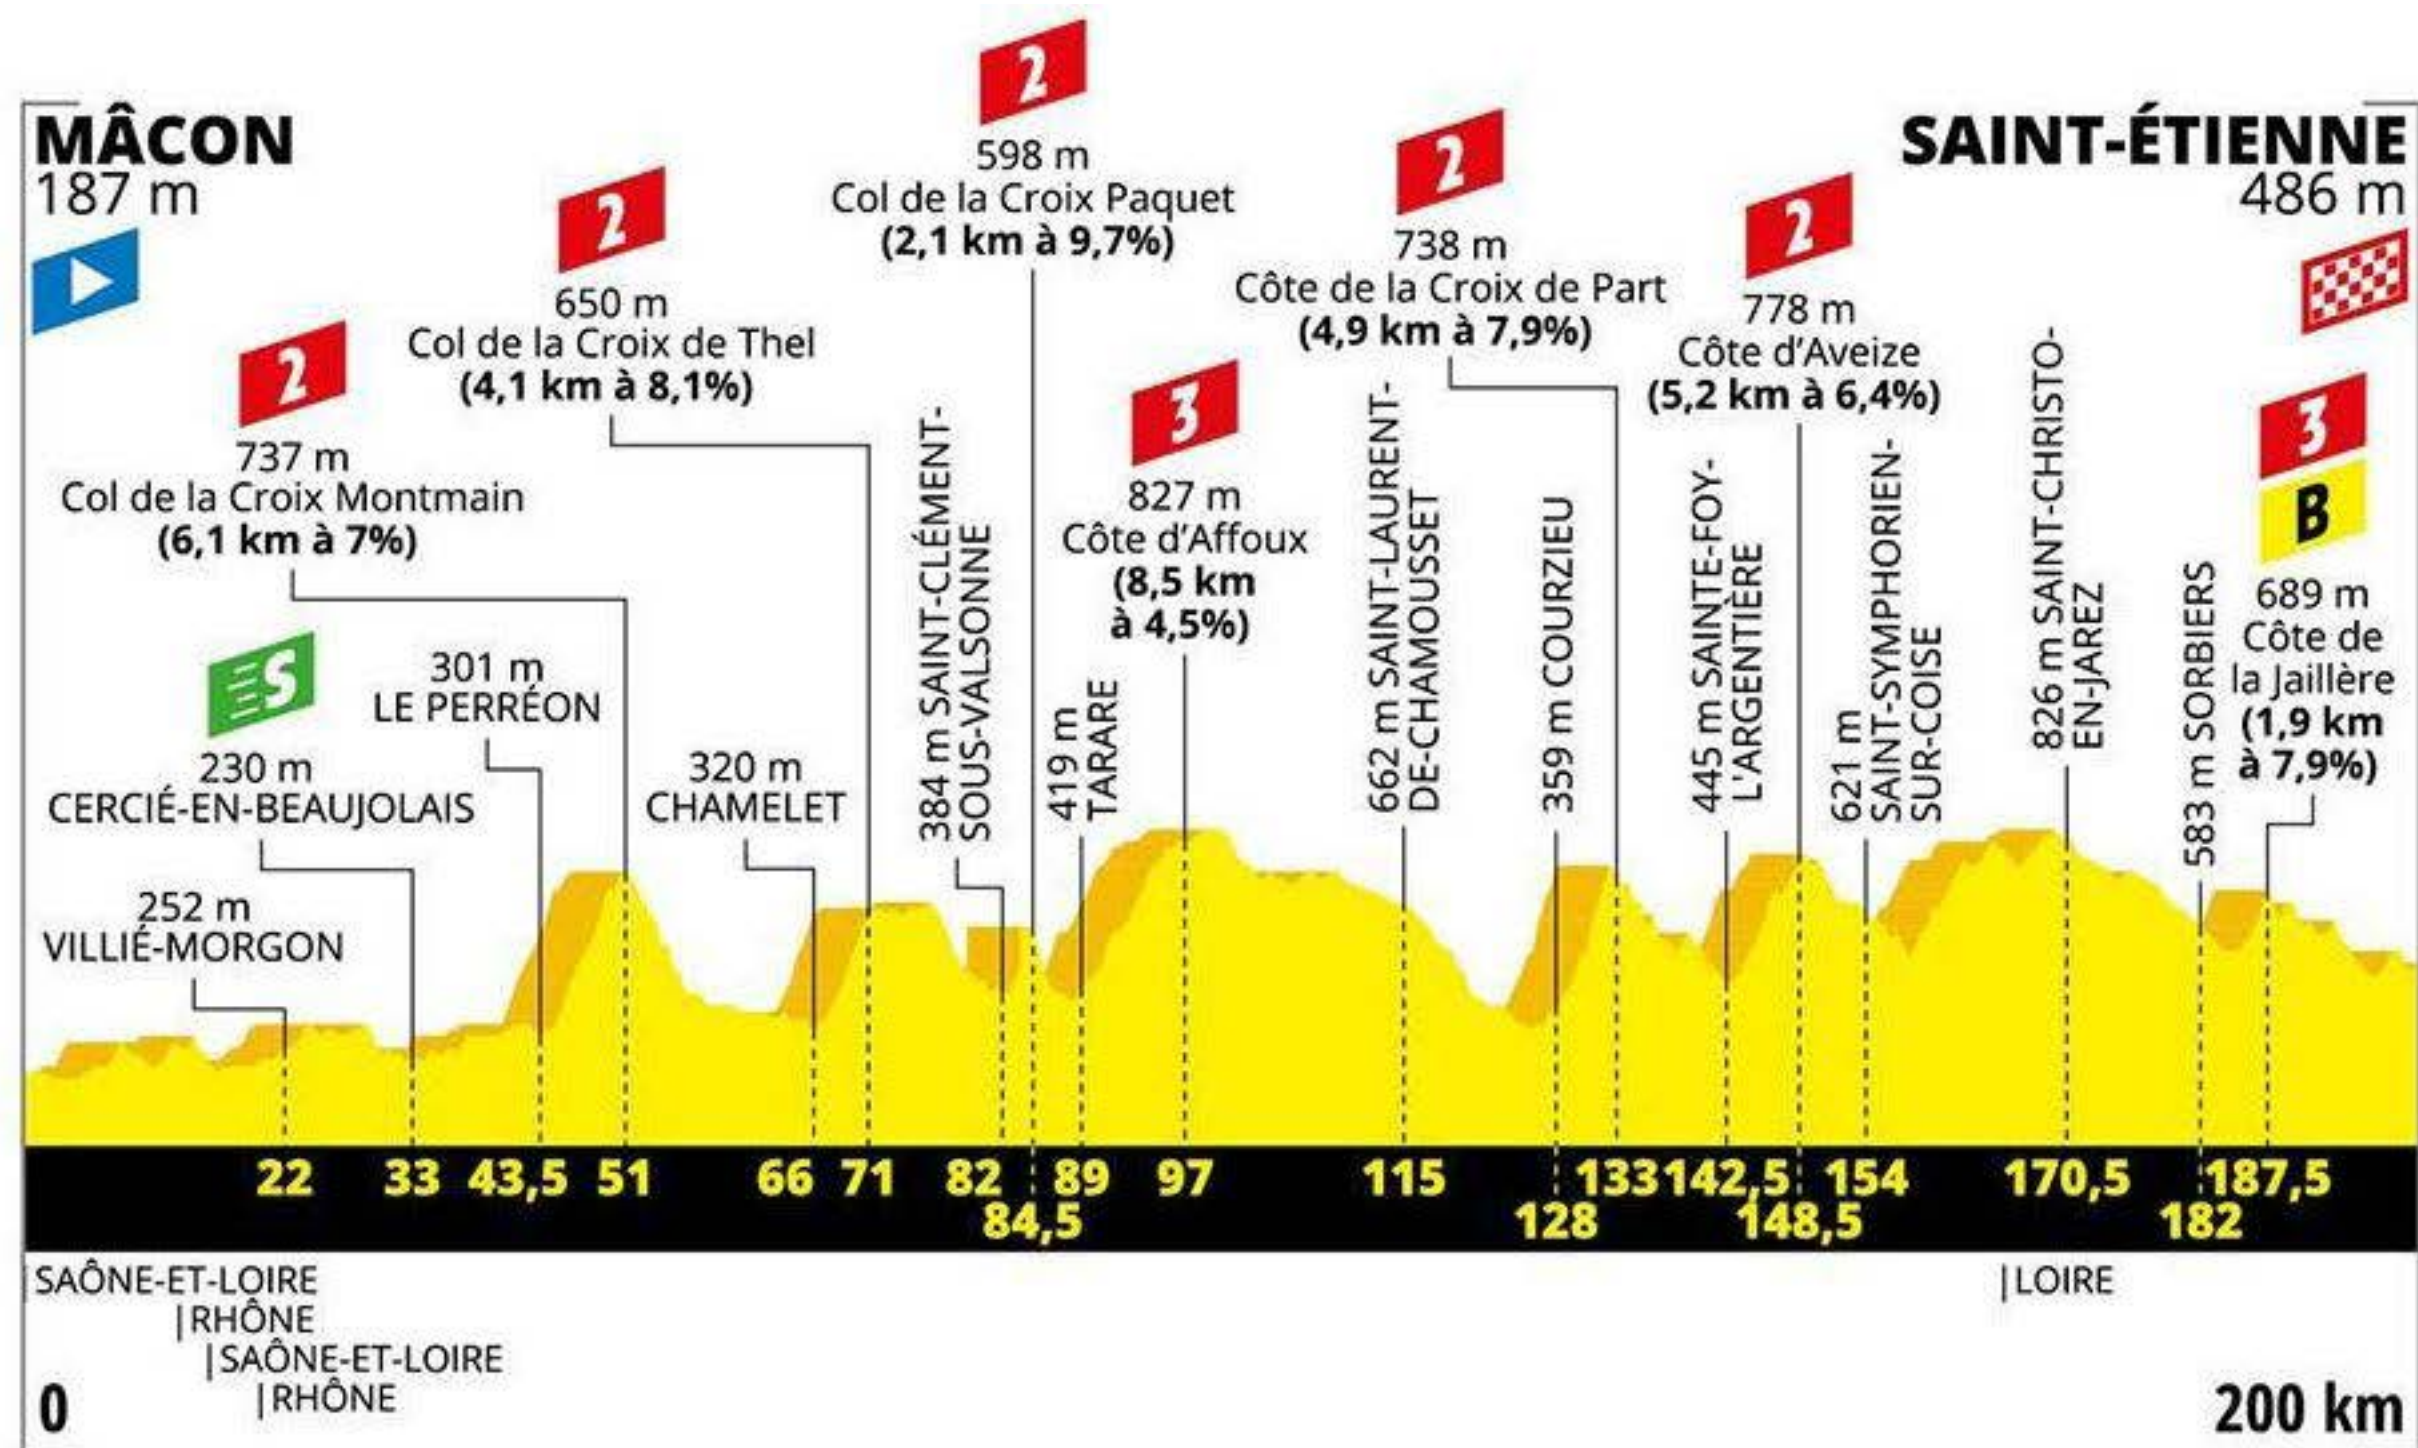 MÂCON
187 m
2
737 m
Col de la Croix Montmain
(6,1 km à 7%)
S
230 m
CERCIÉ-EN-BEAUJOLAIS
252 m
VILLIÉ-MORGON
301 m
LE PERRÉON
2
650 m
Col de la Croix de Thel
(4,1 km à 8,1%)
320 m
CHAMELET
384 m SAINT-CLÉMENT-
SOUS-VALSONNE
2
598 m
Col de la Croix Paquet
(2,1 km à 9,7%)
419 m
TARARE
3
827 m
Côte d’Affoux
(8,5 km
à 4,5%)
662 m SAINT-LAURENT-
DE-CHAMOUSSET
2
738 m
Côte de la Croix de Part
(4,9 km à 7,9%)
359 m COURZIEU
445 m SAINTE-FOY-
L’ARGENTIÈRE
2
778 m
Côte d’Aveize
(5,2 km à 6,4%)
621 m
SAINT-SYMPHORIEN-
SUR-COISE
826 m SAINT-CHRISTO-
EN-JAREZ
583 m SORBIERS
SAINT-ÉTIENNE
486 m
3
B
689 m
Côte de
la Jaillère
(1,9 km
à 7,9%)
22 33 43,5 51 66 71 82 89 97 115 133 142,5 154 170,5 187,5
84,5 128 148,5 182
SAÔNE-ET-LOIRE
RHÔNE
SAÔNE-ET-LOIRE
RHÔNE
LOIRE
0
200 km